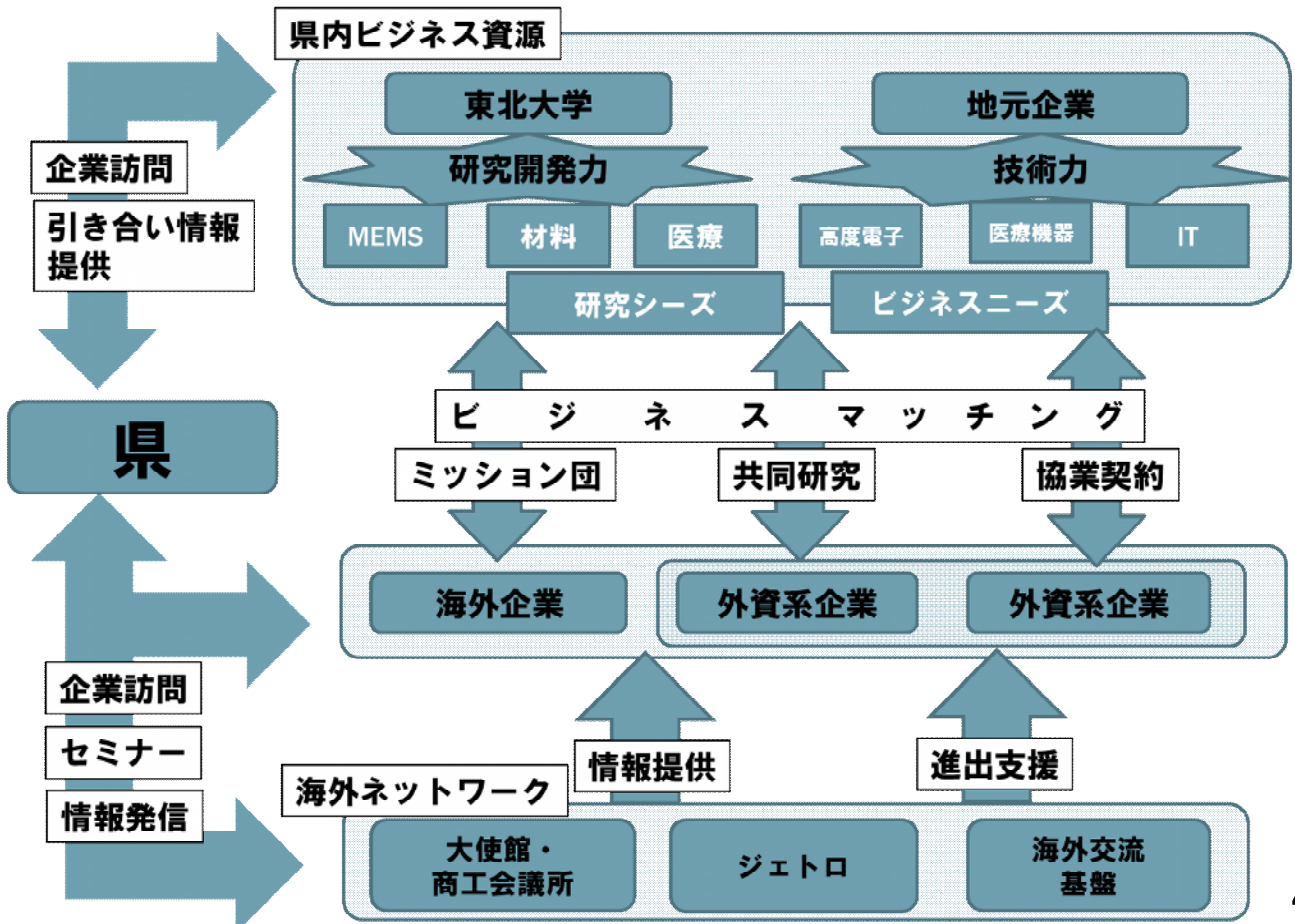 県内ビジネス資源
東北大学
地元企業
研究開発力
技術力
MEMS
材料
医療
高度電子
医療機器
IT
研究シーズ
ビジネスニーズ
企業訪問
引き合い情報
提供
県
ビジネスマッチング
ミッション団
共同研究
協業契約
海外企業
外資系企業
外資系企業
企業訪問
セミナー
情報発信
情報提供
進出支援
海外ネットワーク
大使館・
商工会議所
ジェトロ
海外交流
基盤